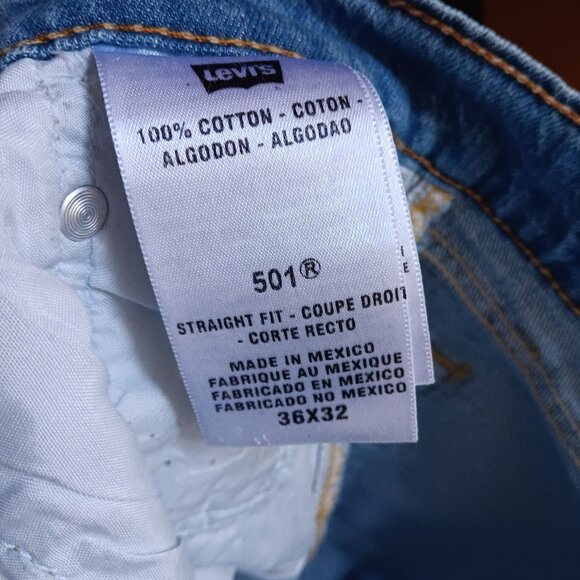 Levi's
100% COTTON - COTON -
ALGODON - ALGODAO
501®
STRAIGHT FIT - COUPE DROIT
- CORTE RECTO
MADE IN MEXICO
FABRIQUE AU MEXIQUE
FABRICADO EN MEXICO
FABRICADO NO MEXICO
36X32